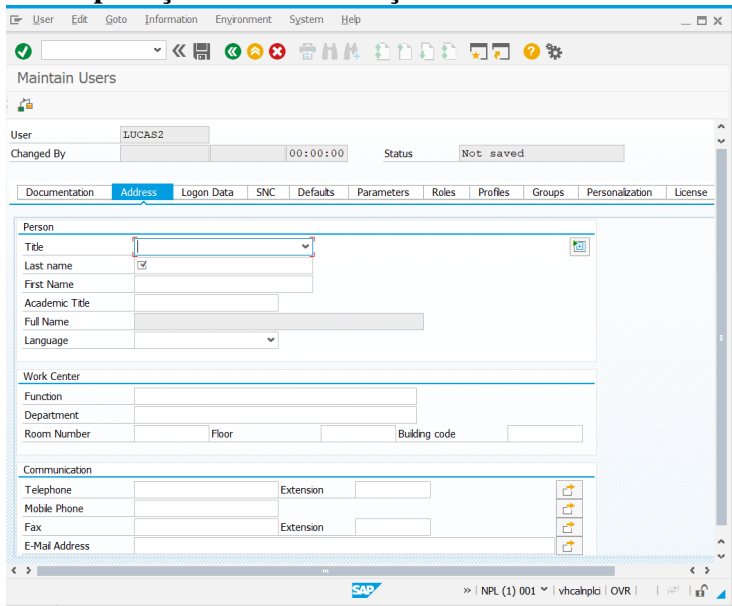 User Edit Goto Information Environment System Help
Maintain Users
User LUCAS2
Changed By 00:00:00 Status Not saved
Documentation Address Logon Data SNC Defaults Parameters Roles Profiles Groups Personalization License
Person
Title
Last name
First Name
Academic Title
Full Name
Language
Work Center
Function
Department
Room Number Floor Building code
Communication
Telephone Extension
Mobile Phone
Fax Extension
E-Mail Address
SAP » NPL (1) 001 vhcalnplci OVR